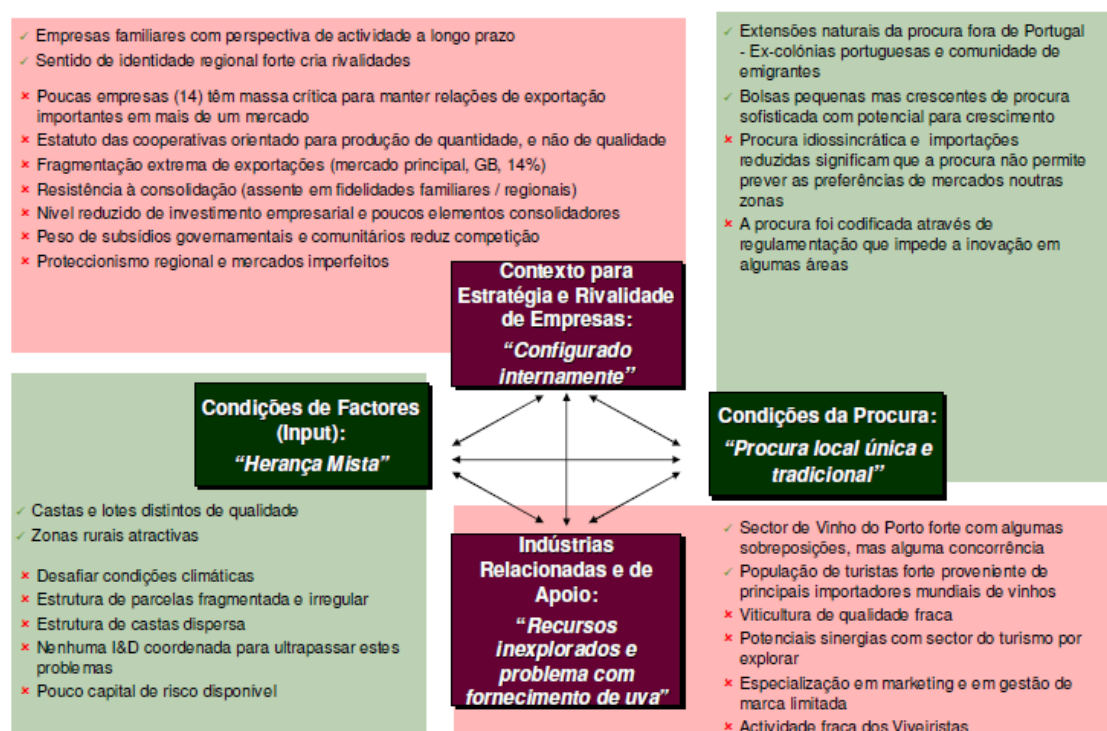 ✓ Empresas familiares com perspectiva de actividade a longo prazo
✓ Sentido de identidade regional forte cria rivalidades
× Poucas empresas (14) têm massa crítica para manter relações de exportação
importantes em mais de um mercado
× Estatuto das cooperativas orientado para produção de quantidade, e não de qualidade
× Fragmentação extrema de exportações (mercado principal, GB, 14%)
× Resistência à consolidação (assente em fidelidades familiares / regionais)
× Nível reduzido de investimento empresarial e poucos elementos consolidadores
× Peso de subsídios governamentais e comunitários reduz competição
× Proteccionismo regional e mercados imperfeitos
✓ Extensões naturais da procura fora de Portugal
- Ex-colónias portuguesas e comunidade de
emigrantes
✓ Bolsas pequenas mas crescentes de procura
sofisticada com potencial para crescimento
× Procura idiossincrática e importações
reduzidas significam que a procura não permite
prever as preferências de mercados noutras
zonas
× A procura foi codificada através de
regulamentação que impede a inovação em
algumas áreas
Contexto para
Estratégia e Rivalidade
de Empresas:
“Configurado
internamente”
Condições de Factores
(Input):
“Herança Mista”
Condições da Procura:
“Procura local única e
tradicional”
✓ Castas e lotes distintos de qualidade
✓ Zonas rurais atractivas
× Desafiar condições climáticas
× Estrutura de parcelas fragmentada e irregular
× Estrutura de castas dispersa
× Nenhuma I&D coordenada para ultrapassar estes
problemas
× Pouco capital de risco disponível
Indústrias
Relacionadas e de
Apoio:
“Recursos
inexplorados e
problema com
fornecimento de uva”
✓ Sector de Vinho do Porto forte com algumas
sobreposições, mas alguma concorrência
✓ População de turistas forte proveniente de
principais importadores mundiais de vinhos
× Viticultura de qualidade fraca
× Potenciais sinergias com sector do turismo por
explorar
× Especialização em marketing e em gestão de
marca limitada
× Actividade fraca dos Viveiristas